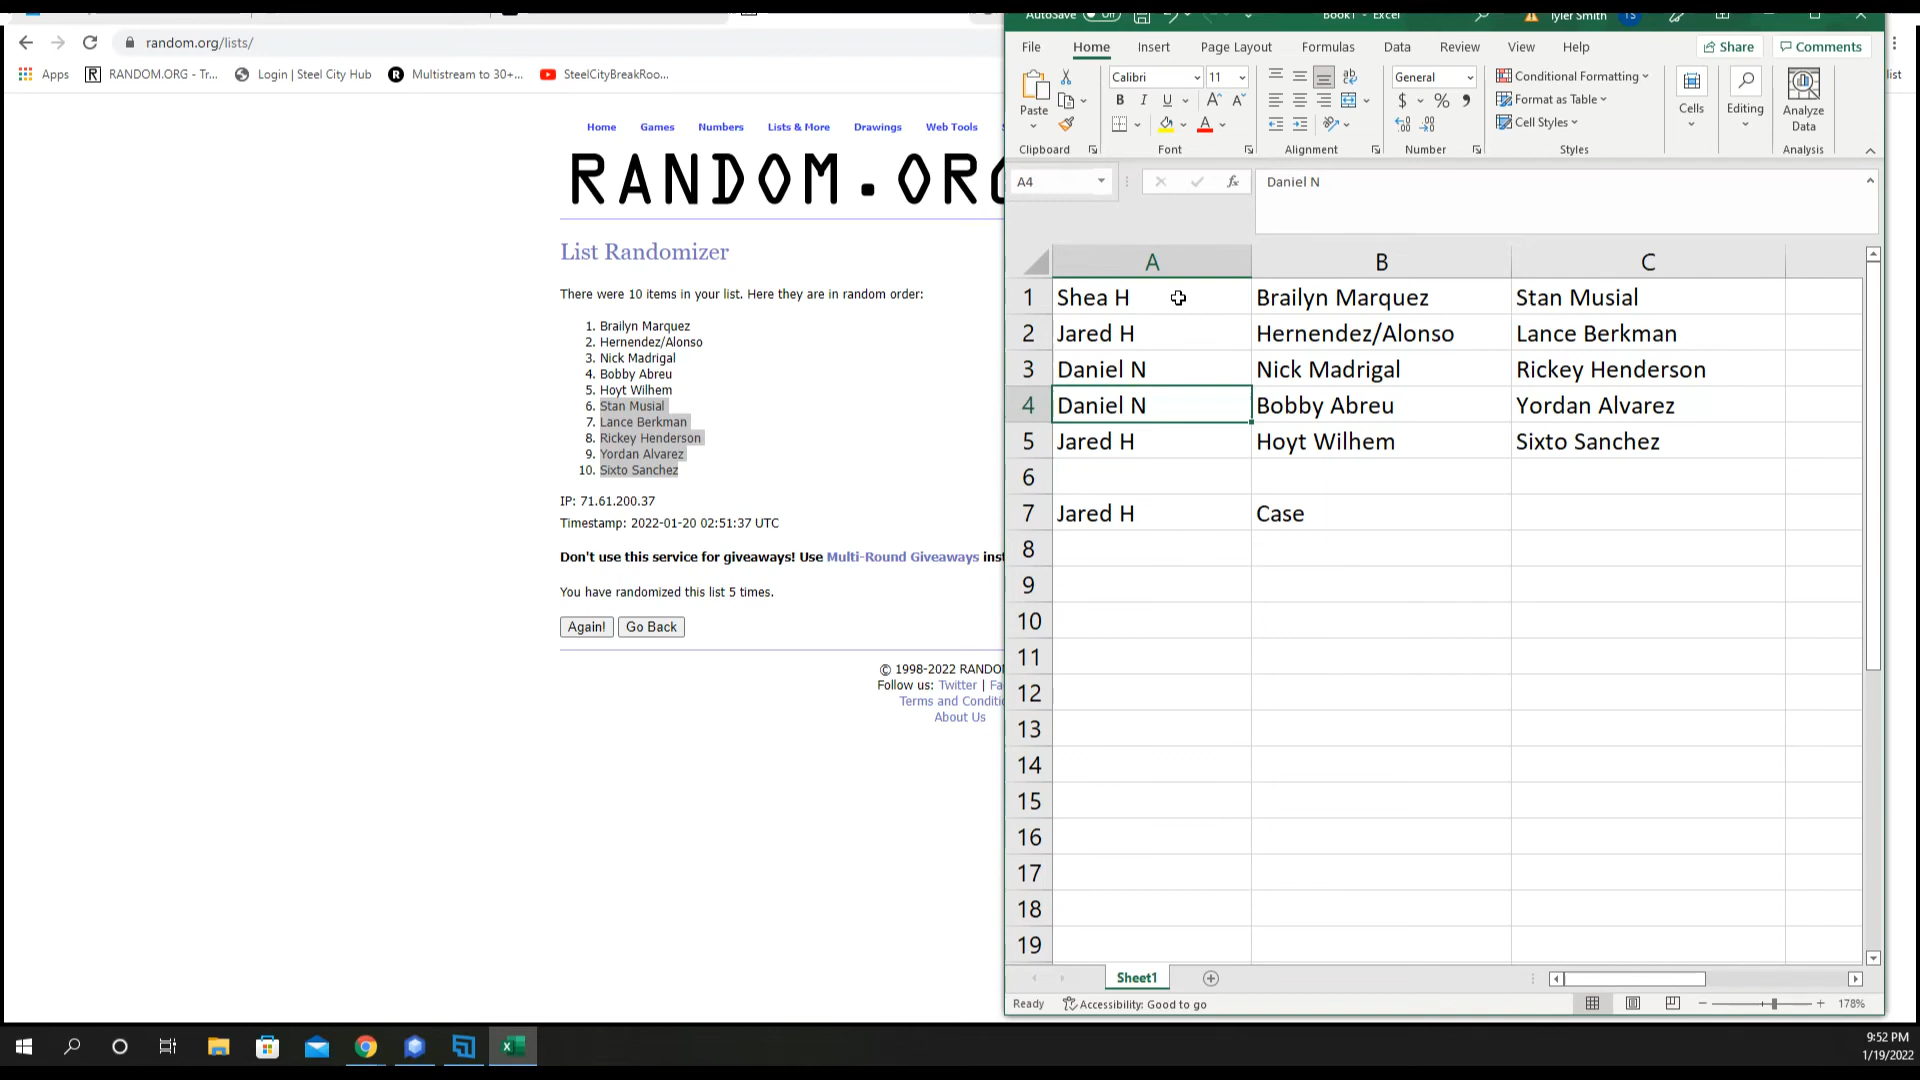 random.org/lists/
Apps
RANDOM.ORG - Tr...
Login | Steel City Hub
Multistream to 30+...
SteelCityBreakRoo...
Home Games Numbers Lists & More Drawings Web Tools
RANDOM.ORG
List Randomizer
There were 10 items in your list. Here they are in random order:
1. Brailyn Marquez
2. Hernendez/Alonso
3. Nick Madrigal
4. Bobby Abreu
5. Hoyt Wilhem
6. Stan Musial
7. Lance Berkman
8. Rickey Henderson
9. Yordan Alvarez
10. Sixto Sanchez
IP: 71.61.200.37
Timestamp: 2022-01-20 02:51:37 UTC
Don't use this service for giveaways! Use Multi-Round Giveaways inst
You have randomized this list 5 times.
Again! Go Back
© 1998-2022 RANDO
Follow us: Twitter | Fa
Terms and Conditi
About Us
AutoSave Off Book1 - Excel Tyler Smith TS
File Home Insert Page Layout Formulas Data Review View Help Share Comments
Paste
Clipboard
Calibri 11
B I U
Font
Alignment
General
$ % 9
Number
Conditional Formatting
Format as Table
Cell Styles
Styles
Cells
Editing
Analyze Data
Analysis
A4 fx Daniel N
A B C
1 Shea H Brailyn Marquez Stan Musial
2 Jared H Hernendez/Alonso Lance Berkman
3 Daniel N Nick Madrigal Rickey Henderson
4 Daniel N Bobby Abreu Yordan Alvarez
5 Jared H Hoyt Wilhem Sixto Sanchez
6
7 Jared H Case
8
9
10
11
12
13
14
15
16
17
18
19
Sheet1
Ready Accessibility: Good to go 178%
list
9:52 PM
1/19/2022